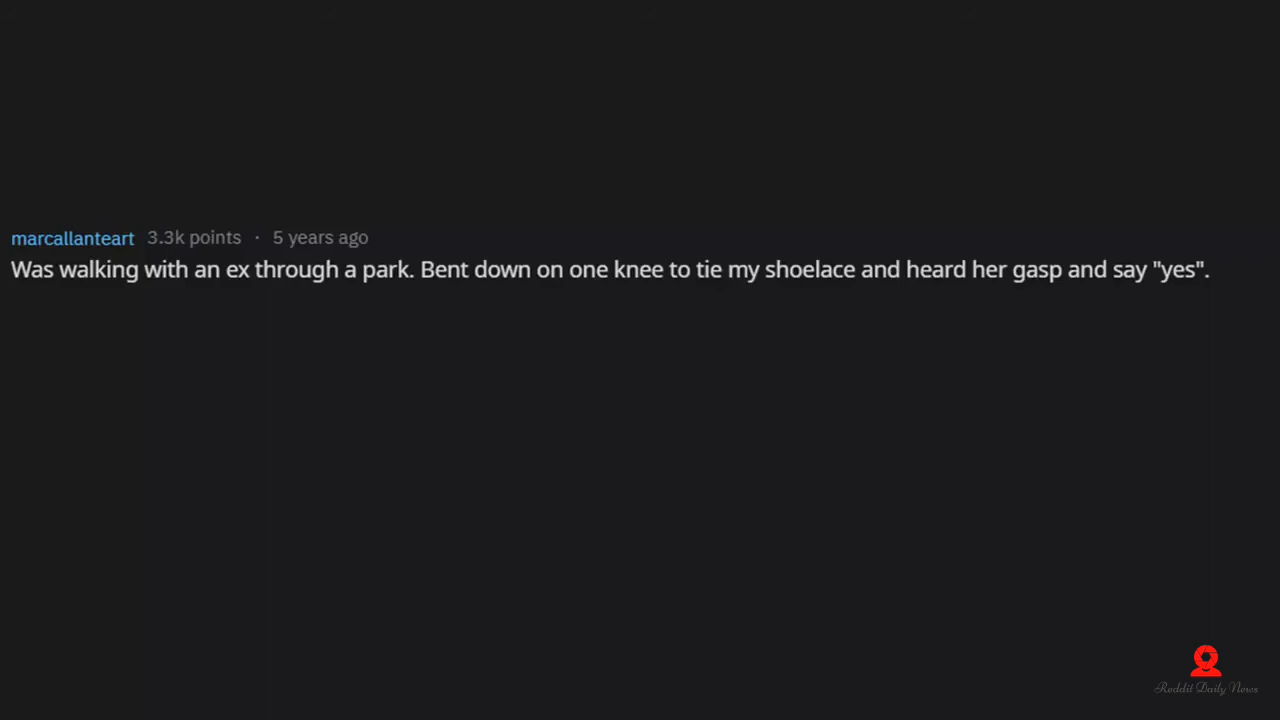 marcallanteart 3.3k points · 5 years ago
Was walking with an ex through a park. Bent down on one knee to tie my shoelace and heard her gasp and say "yes".
Reddit Daily News